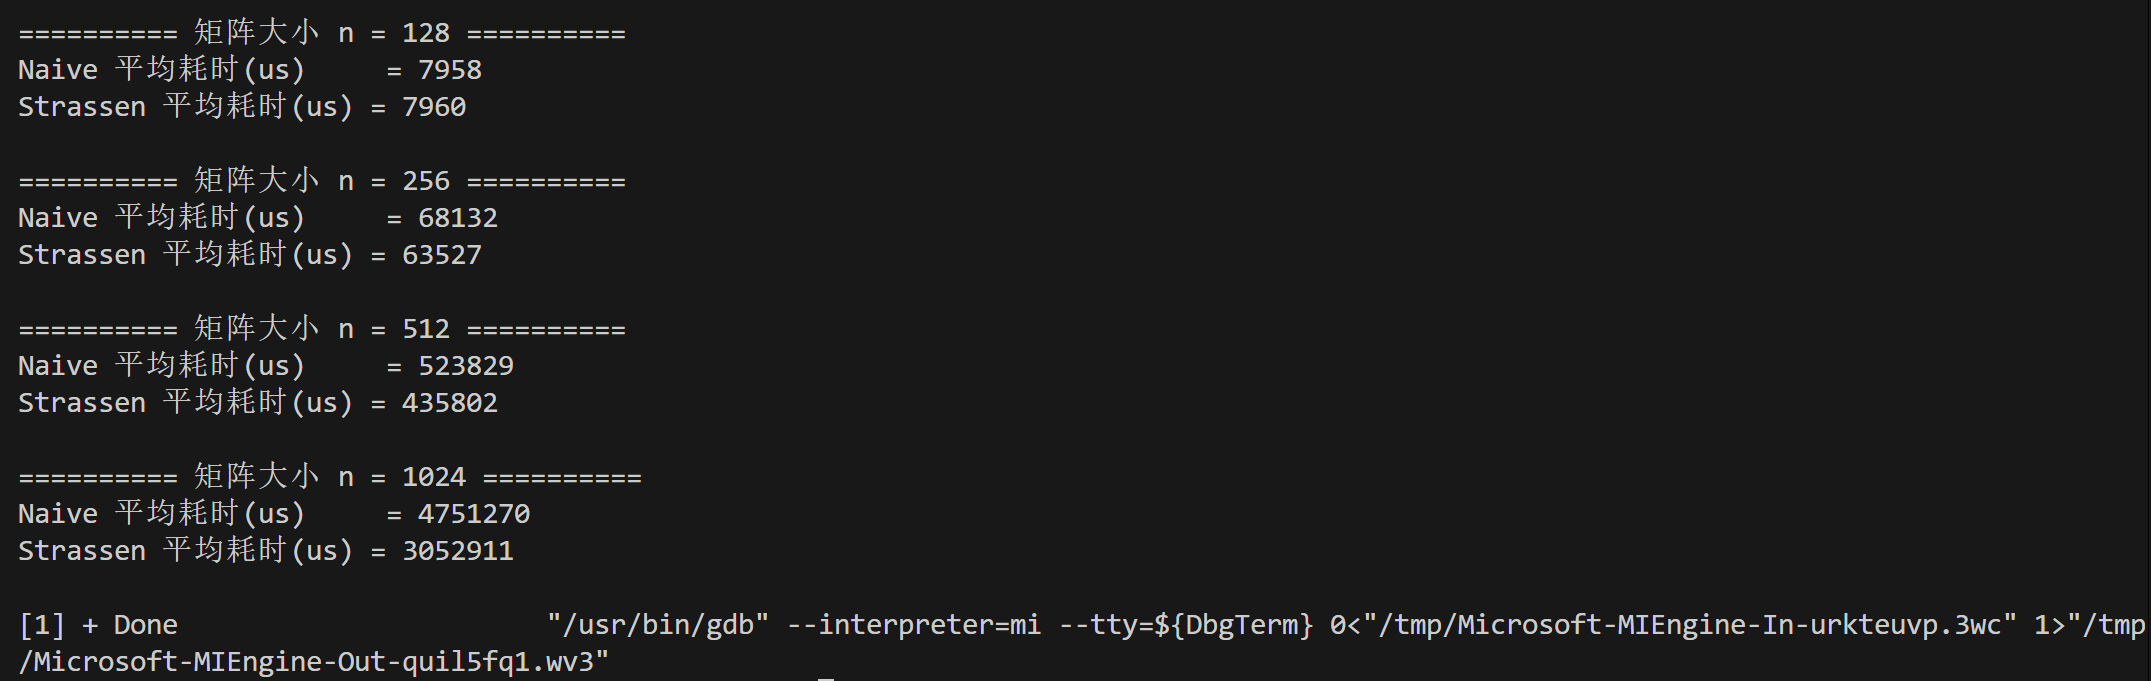 ========== 矩阵大小 n = 128 ==========
Naive 平均耗时(us)     = 7958
Strassen 平均耗时(us) = 7960
========== 矩阵大小 n = 256 ==========
Naive 平均耗时(us)     = 68132
Strassen 平均耗时(us) = 63527
========== 矩阵大小 n = 512 ==========
Naive 平均耗时(us)     = 523829
Strassen 平均耗时(us) = 435802
========== 矩阵大小 n = 1024 ==========
Naive 平均耗时(us)     = 4751270
Strassen 平均耗时(us) = 3052911
[1] + Done                       "/usr/bin/gdb" --interpreter=mi --tty=${DbgTerm} 0<"/tmp/Microsoft-MIEngine-In-urkteuvp.3wc" 1>"/tmp
/Microsoft-MIEngine-Out-quil5fq1.wv3"